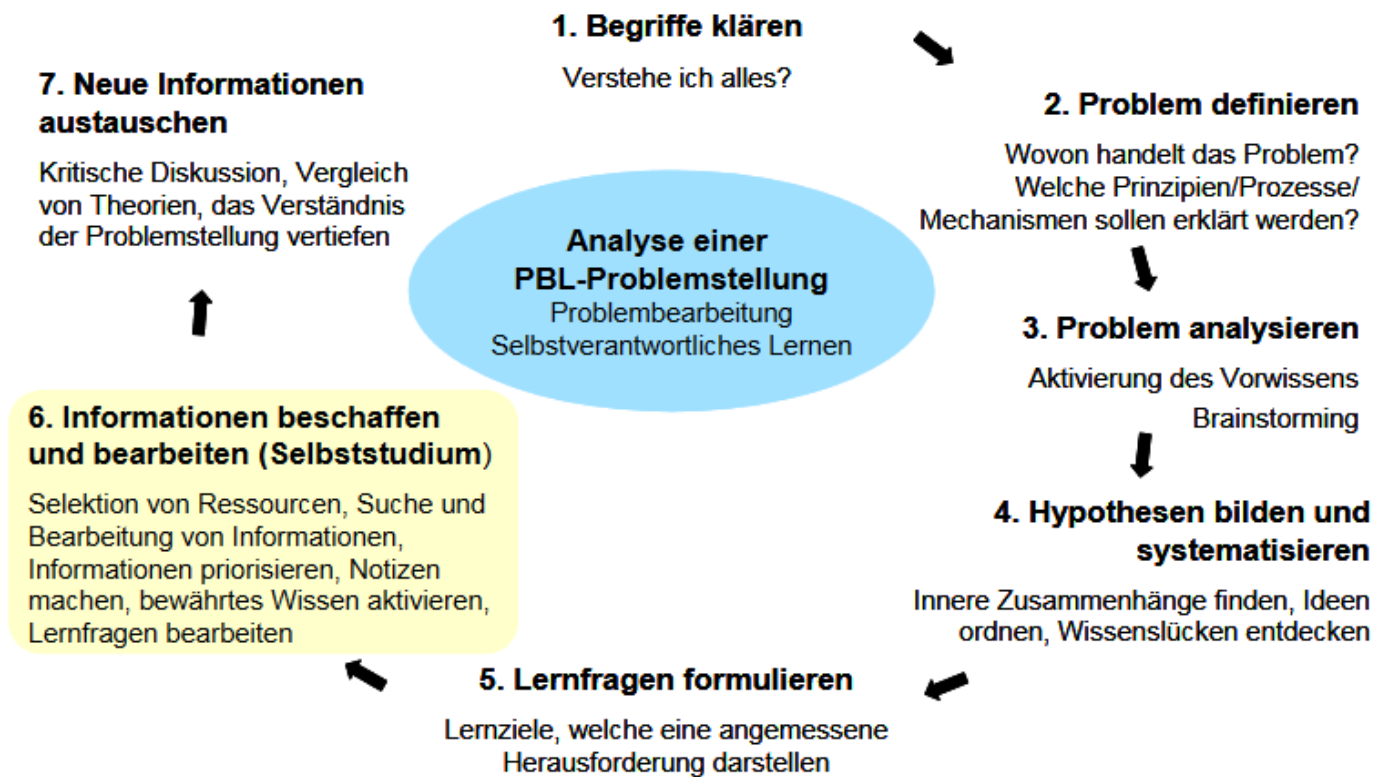 1. Begriffe klären
Verstehe ich alles?
2. Problem definieren
Wovon handelt das Problem?
Welche Prinzipien/Prozesse/
Mechanismen sollen erklärt werden?
3. Problem analysieren
Aktivierung des Vorwissens
Brainstorming
4. Hypothesen bilden und
systematisieren
Innere Zusammenhänge finden, Ideen
ordnen, Wissenslücken entdecken
5. Lernfragen formulieren
Lernziele, welche eine angemessene
Herausforderung darstellen
6. Informationen beschaffen
und bearbeiten (Selbststudium)
Selektion von Ressourcen, Suche und
Bearbeitung von Informationen,
Informationen priorisieren, Notizen
machen, bewährtes Wissen aktivieren,
Lernfragen bearbeiten
7. Neue Informationen
austauschen
Kritische Diskussion, Vergleich
von Theorien, das Verständnis
der Problemstellung vertiefen
Analyse einer
PBL-Problemstellung
Problembearbeitung
Selbstverantwortliches Lernen